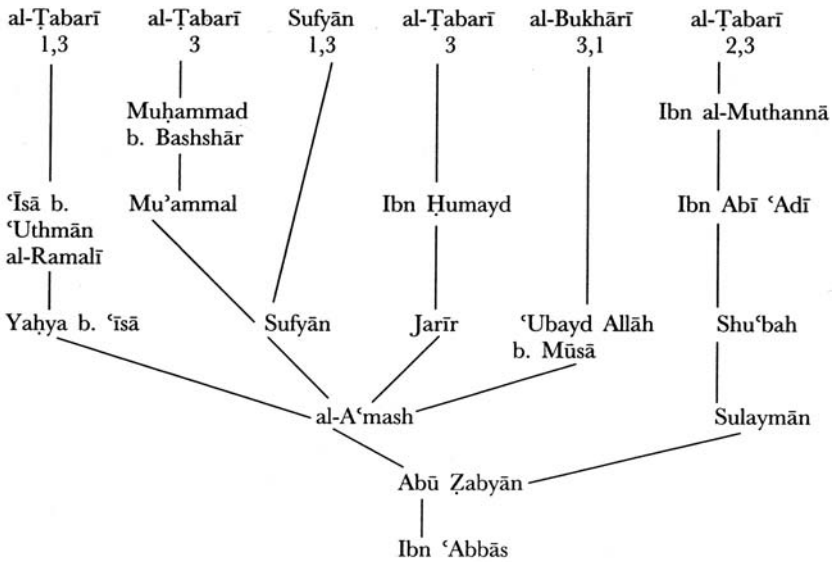 al-Ṭabarī al-Ṭabarī Sufyān al-Ṭabarī al-Bukhārī al-Ṭabarī
1,3 3 1,3 3 3,1 2,3
Muḥammad
b. Bashshār
Ibn al-Muthannā
ʿĪsā b.
ʿUthmān
al-Ramalī
Muʾammal
Ibn Ḥumayd
Ibn Abī ʿAdī
Yaḥya b. ʿīsā
Sufyān
Jarīr
ʿUbayd Allāh
b. Mūsā
Shuʿbah
al-Aʿmash
Sulaymān
Abū Ẓabyān
Ibn ʿAbbās